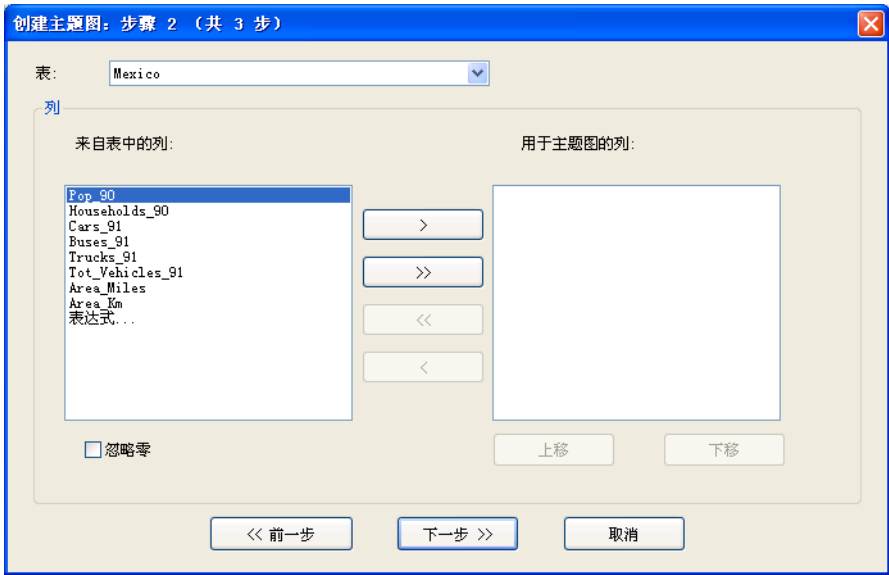 创建主题图: 步骤 2 （共 3 步）
表:
Mexico
列
来自表中的列:
用于主题图的列:
Pop_90
Households_90
Cars_91
Buses_91
Trucks_91
Tot_Vehicles_91
Area_Miles
Area_Km
表达式...
>
>>
<<
<
忽略零
上移
下移
<< 前一步
下一步 >>
取消